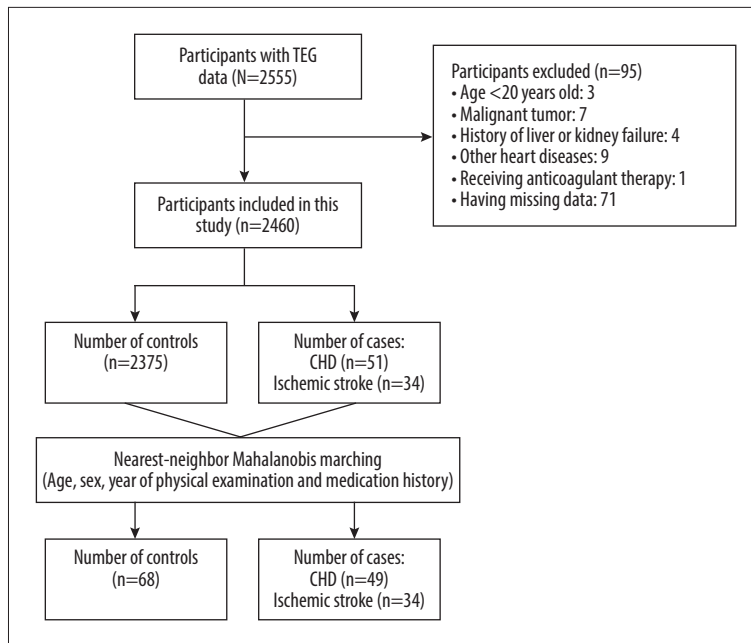 Participants with TEG
data (N=2555)
Participants excluded (n=95)
• Age <20 years old: 3
• Malignant tumor: 7
• History of liver or kidney failure: 4
• Other heart diseases: 9
• Receiving anticoagulant therapy: 1
• Having missing data: 71
Participants included in this
study (n=2460)
Number of controls
(n=2375)
Number of cases:
CHD (n=51)
Ischemic stroke (n=34)
Nearest-neighbor Mahalanobis marching
(Age, sex, year of physical examination and medication history)
Number of controls
(n=68)
Number of cases:
CHD (n=49)
Ischemic stroke (n=34)